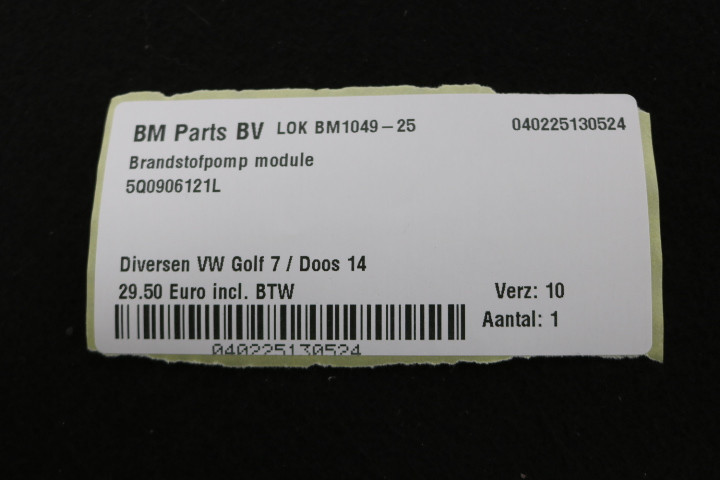 BM Parts BV LOK BM1049-25 040225130524
Brandstofpomp module
5Q0906121L
Diversen VW Golf 7 / Doos 14
29.50 Euro incl. BTW Verz: 10
Aantal: 1
040225130524